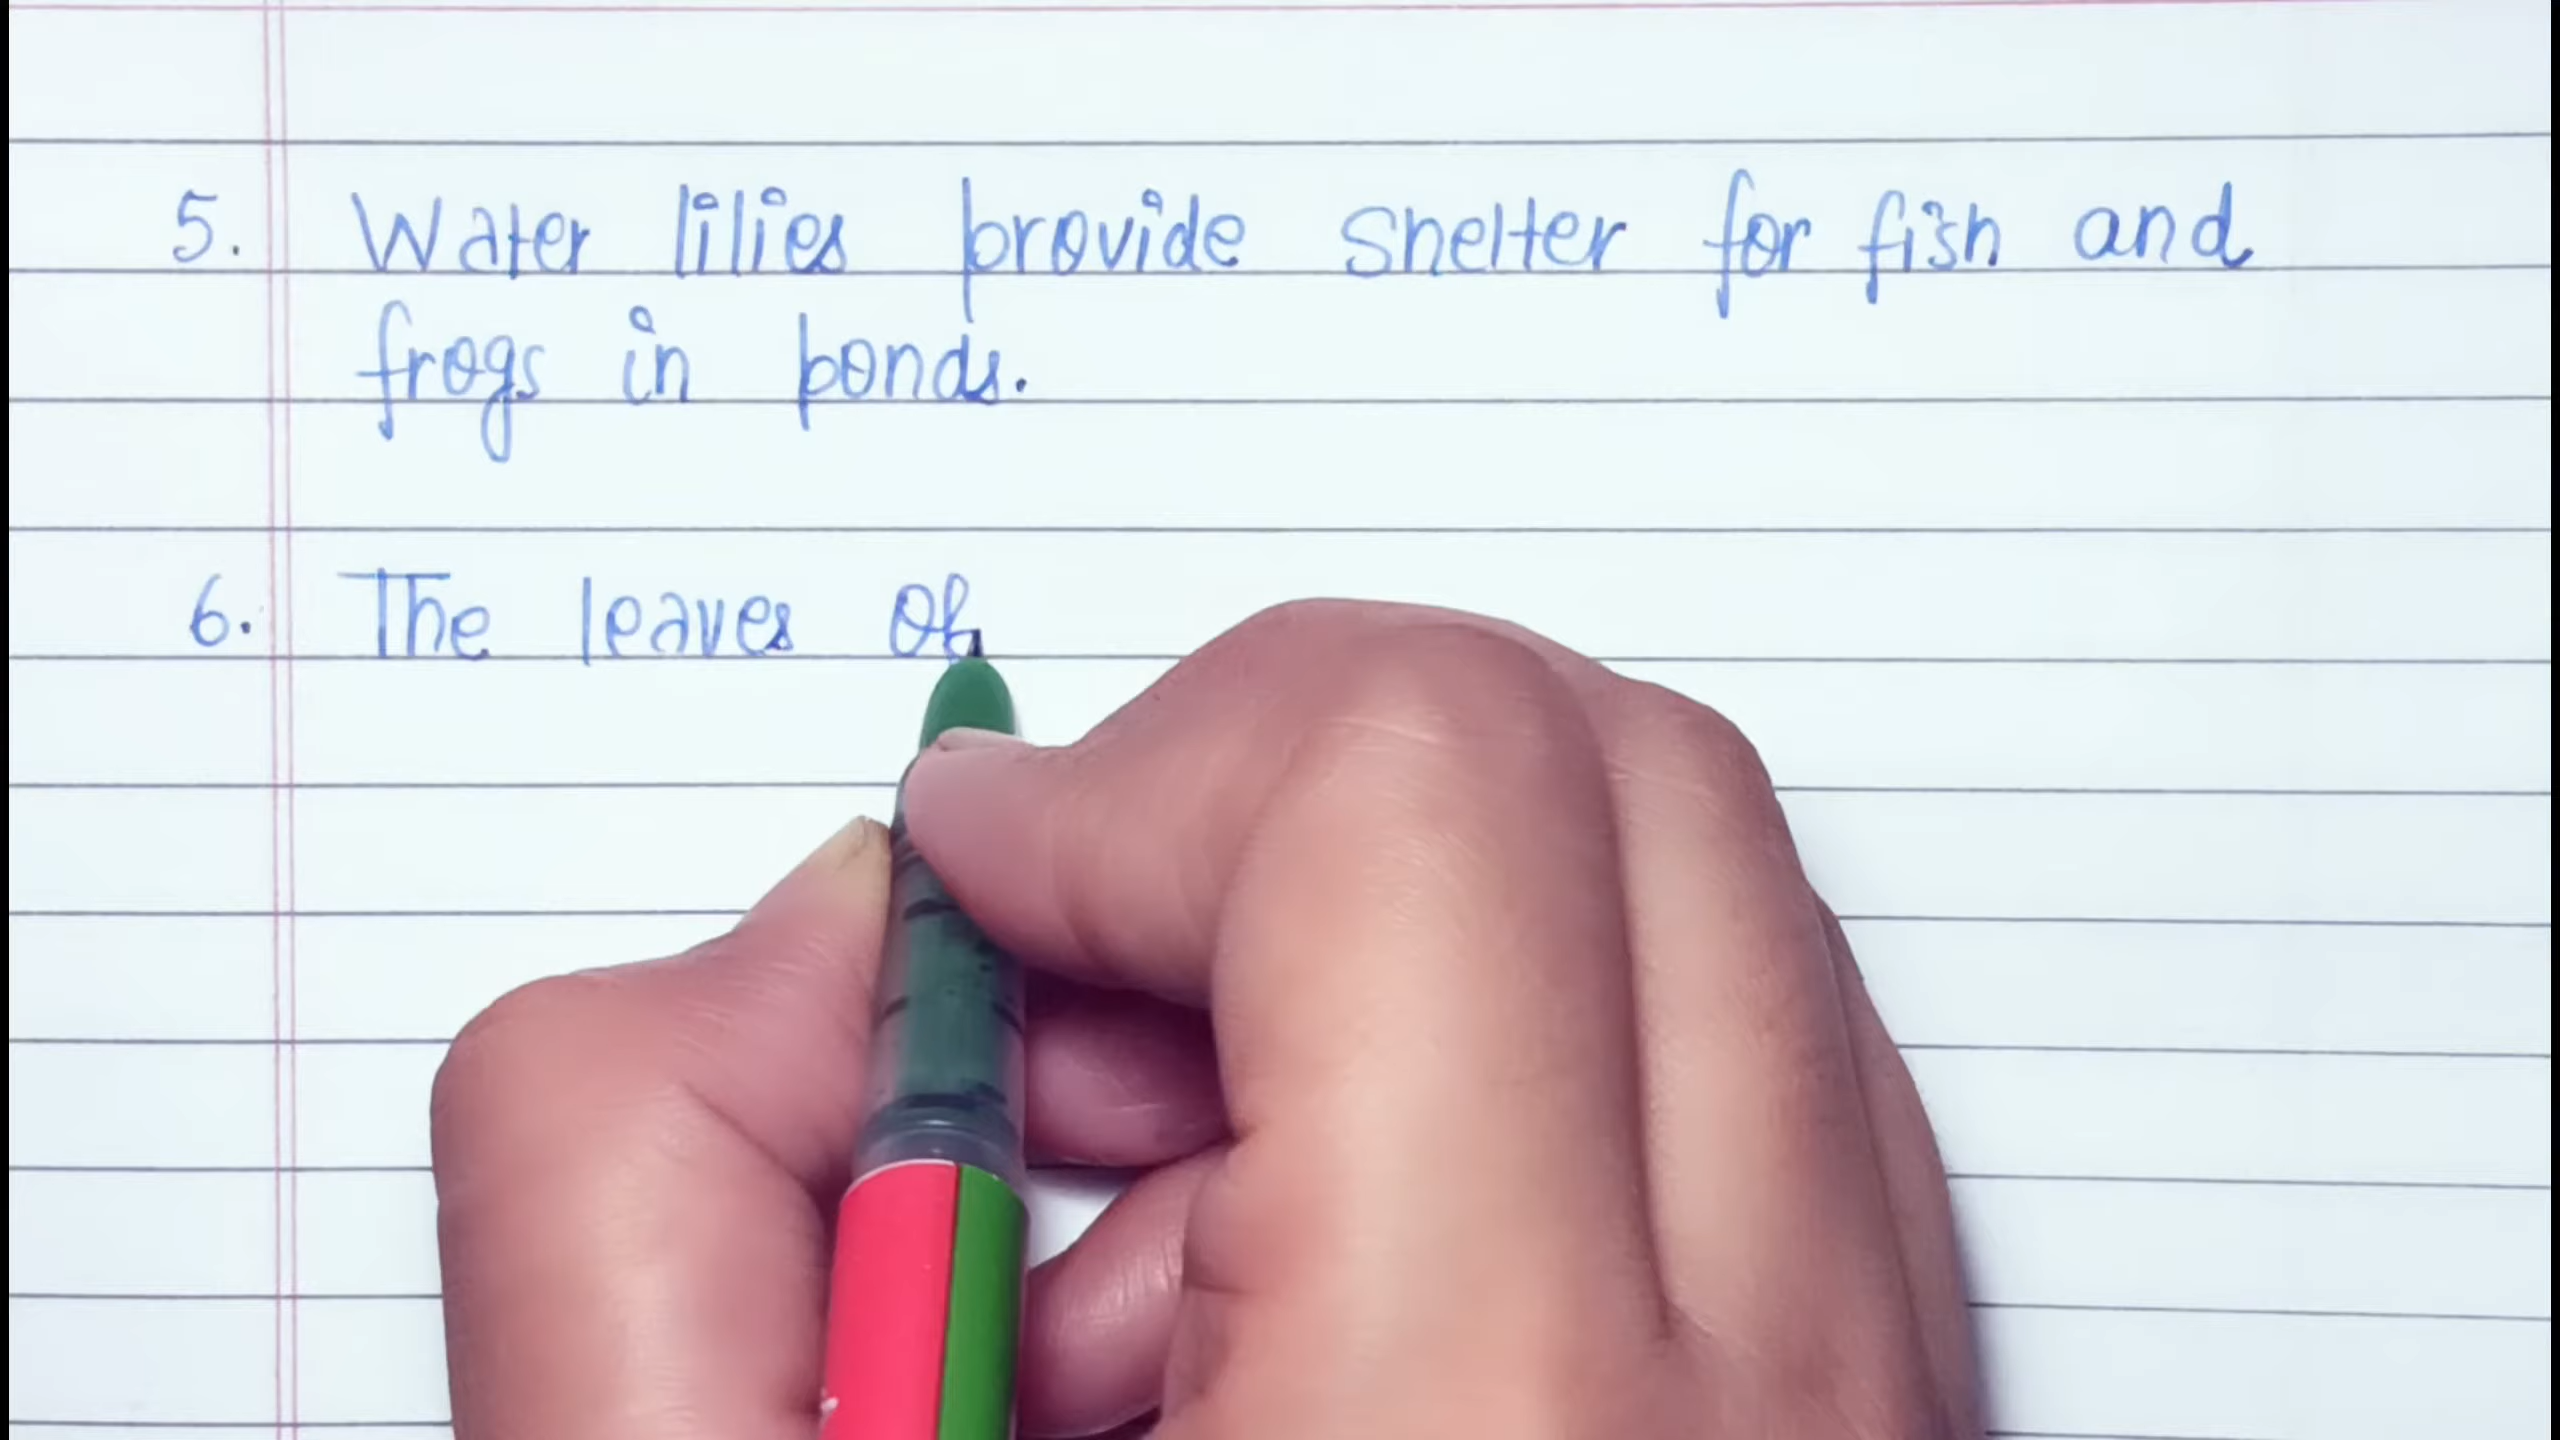 5. Water lilies provide shelter for fish and
frogs in ponds.
6. The leaves of